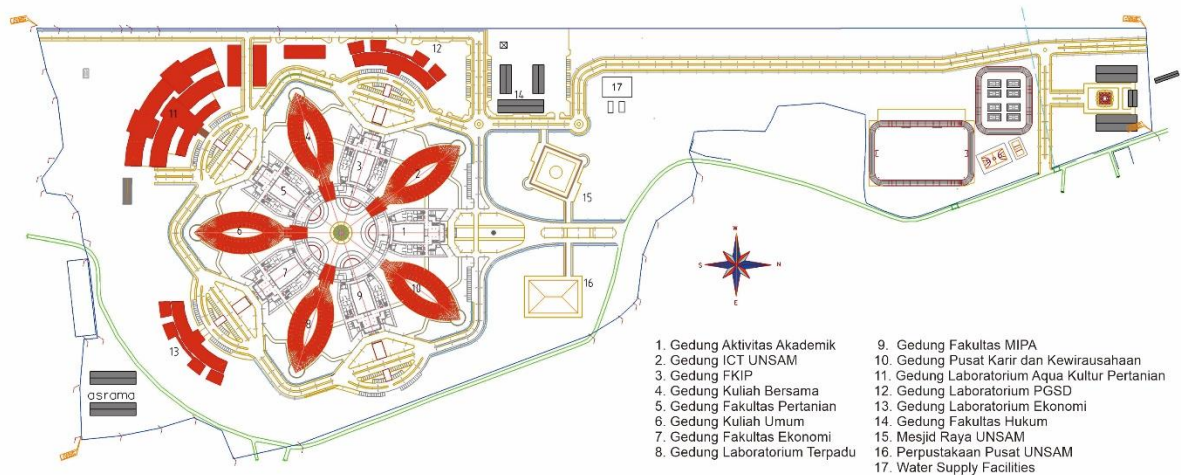 12
14
17
11
4
3
2
5
15
6
1
7
10
16
8
9
13
asrama
W
S
N
E
1. Gedung Aktivitas Akademik
2. Gedung ICT UNSAM
3. Gedung FKIP
4. Gedung Kuliah Bersama
5. Gedung Fakultas Pertanian
6. Gedung Kuliah Umum
7. Gedung Fakultas Ekonomi
8. Gedung Laboratorium Terpadu
9. Gedung Fakultas MIPA
10. Gedung Pusat Karir dan Kewirausahaan
11. Gedung Laboratorium Aqua Kultur Pertanian
12. Gedung Laboratorium PGSD
13. Gedung Laboratorium Ekonomi
14. Gedung Fakultas Hukum
15. Mesjid Raya UNSAM
16. Perpustakaan Pusat UNSAM
17. Water Supply Facilities